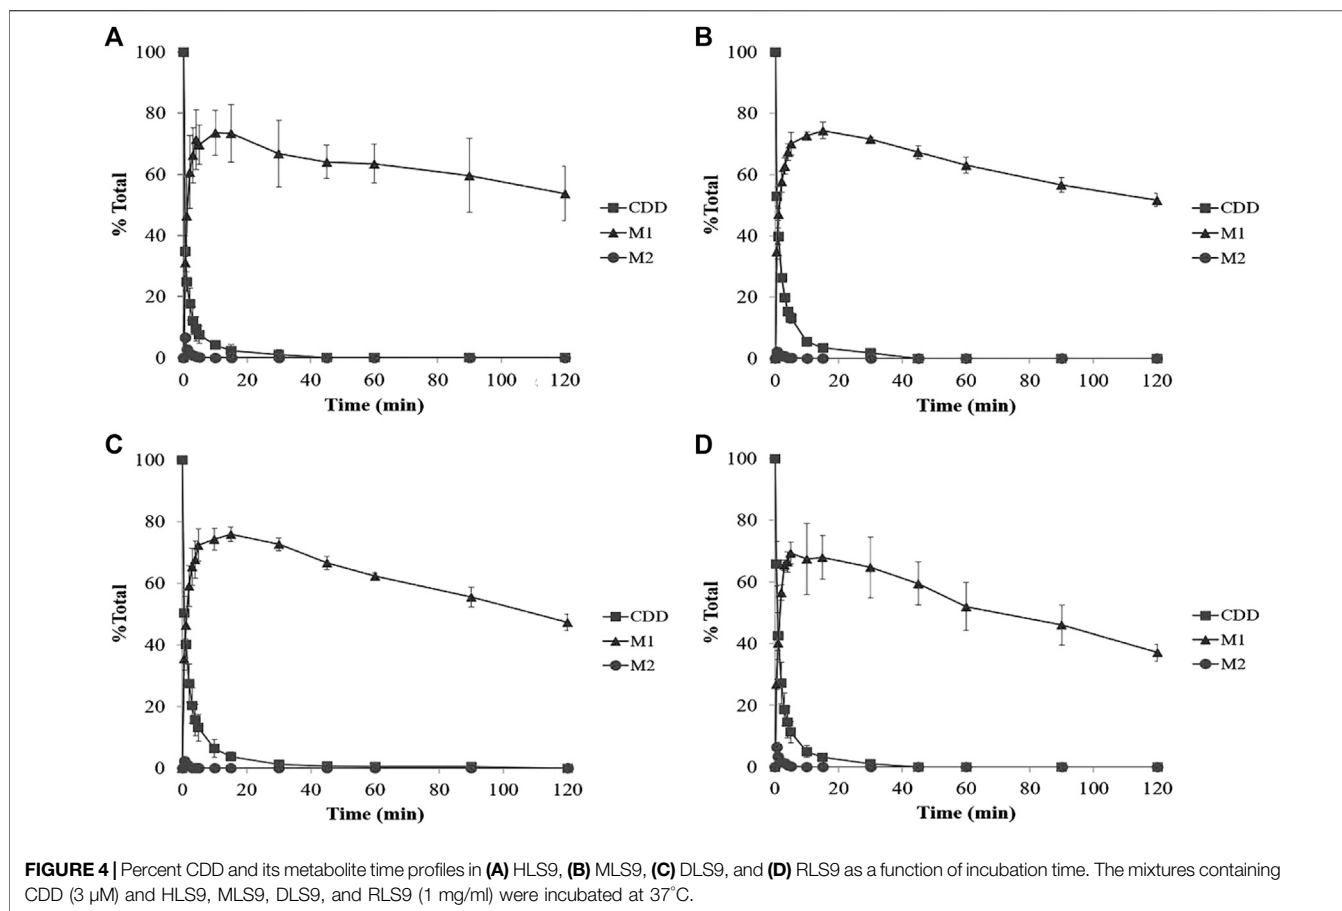 A
100
80
60
40
20
0
% Total
0 20 40 60 80 100 120
Time (min)
CDD
M1
M2
B
100
80
60
40
20
0
% Total
0 20 40 60 80 100 120
Time (min)
CDD
M1
M2
C
100
80
60
40
20
0
%Total
0 20 40 60 80 100 120
Time (min)
CDD
M1
M2
D
100
80
60
40
20
0
% Total
0 20 40 60 80 100 120
Time (min)
CDD
M1
M2
FIGURE 4 | Percent CDD and its metabolite time profiles in (A) HLS9, (B) MLS9, (C) DLS9, and (D) RLS9 as a function of incubation time. The mixtures containing
CDD (3 μM) and HLS9, MLS9, DLS9, and RLS9 (1 mg/ml) were incubated at 37°C.